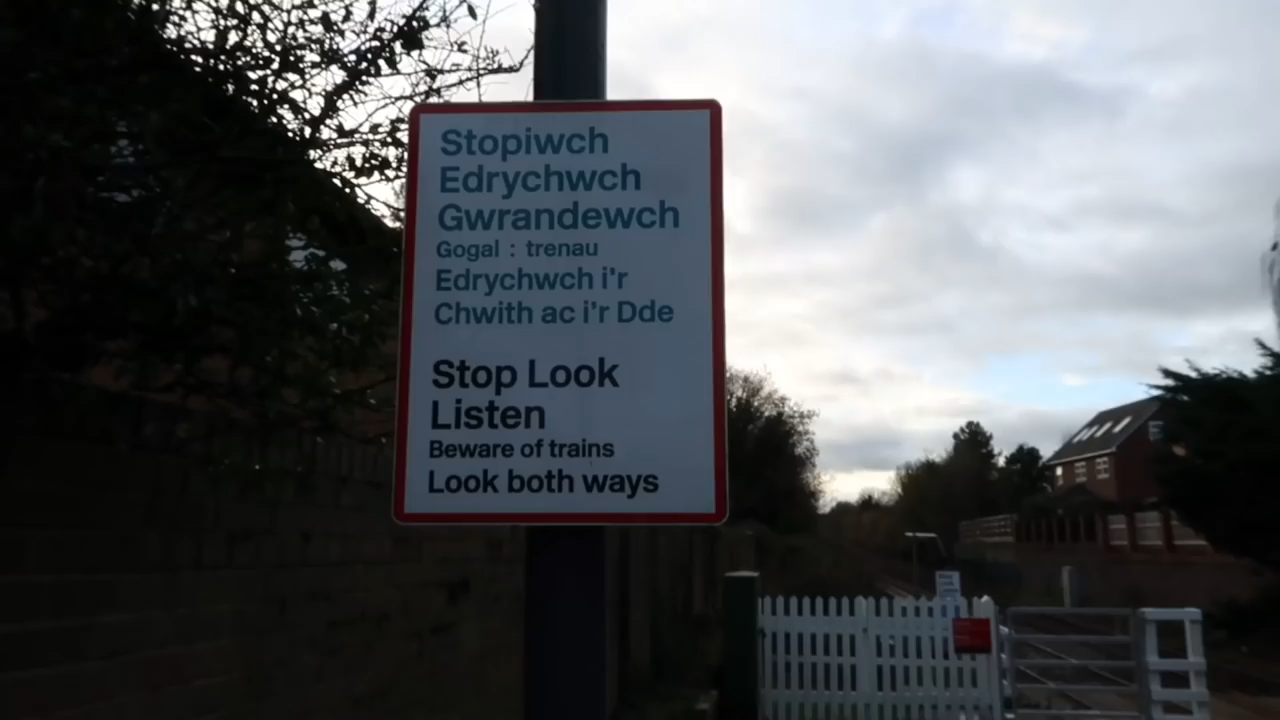 Stopiwch
Edrychwch
Gwrandewch
Gogal : trenau
Edrychwch i'r
Chwith ac i'r Dde
Stop Look
Listen
Beware of trains
Look both ways